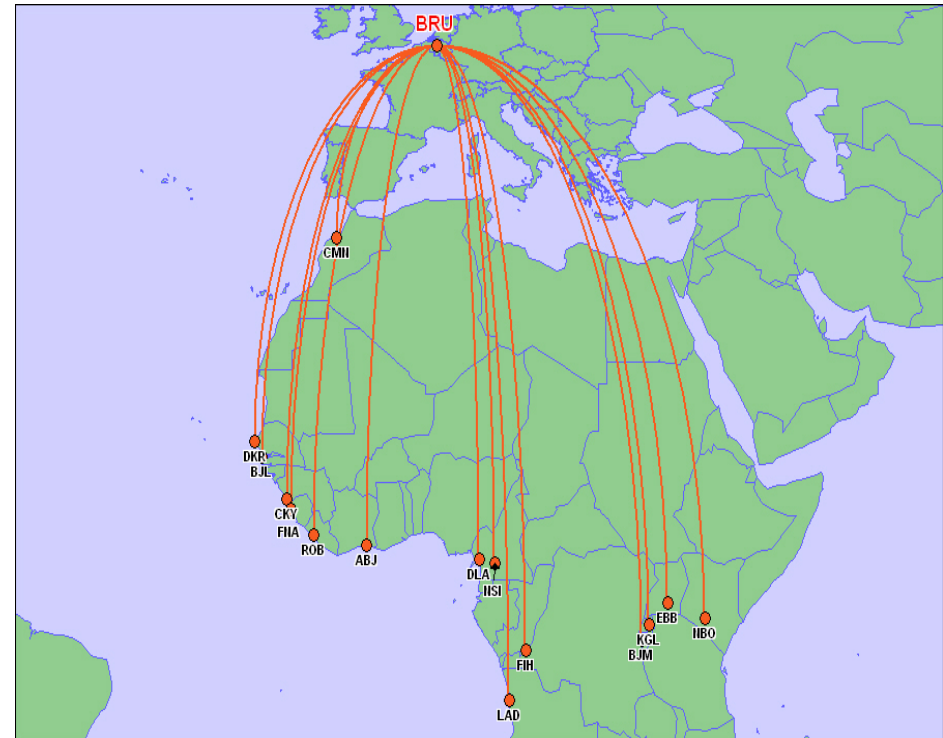 BRU
CMN
DKR
BJL
CKY
FNA
ROB
ABJ
DLA
NSI
EBB
KGL
NBO
BJM
FIH
LAD